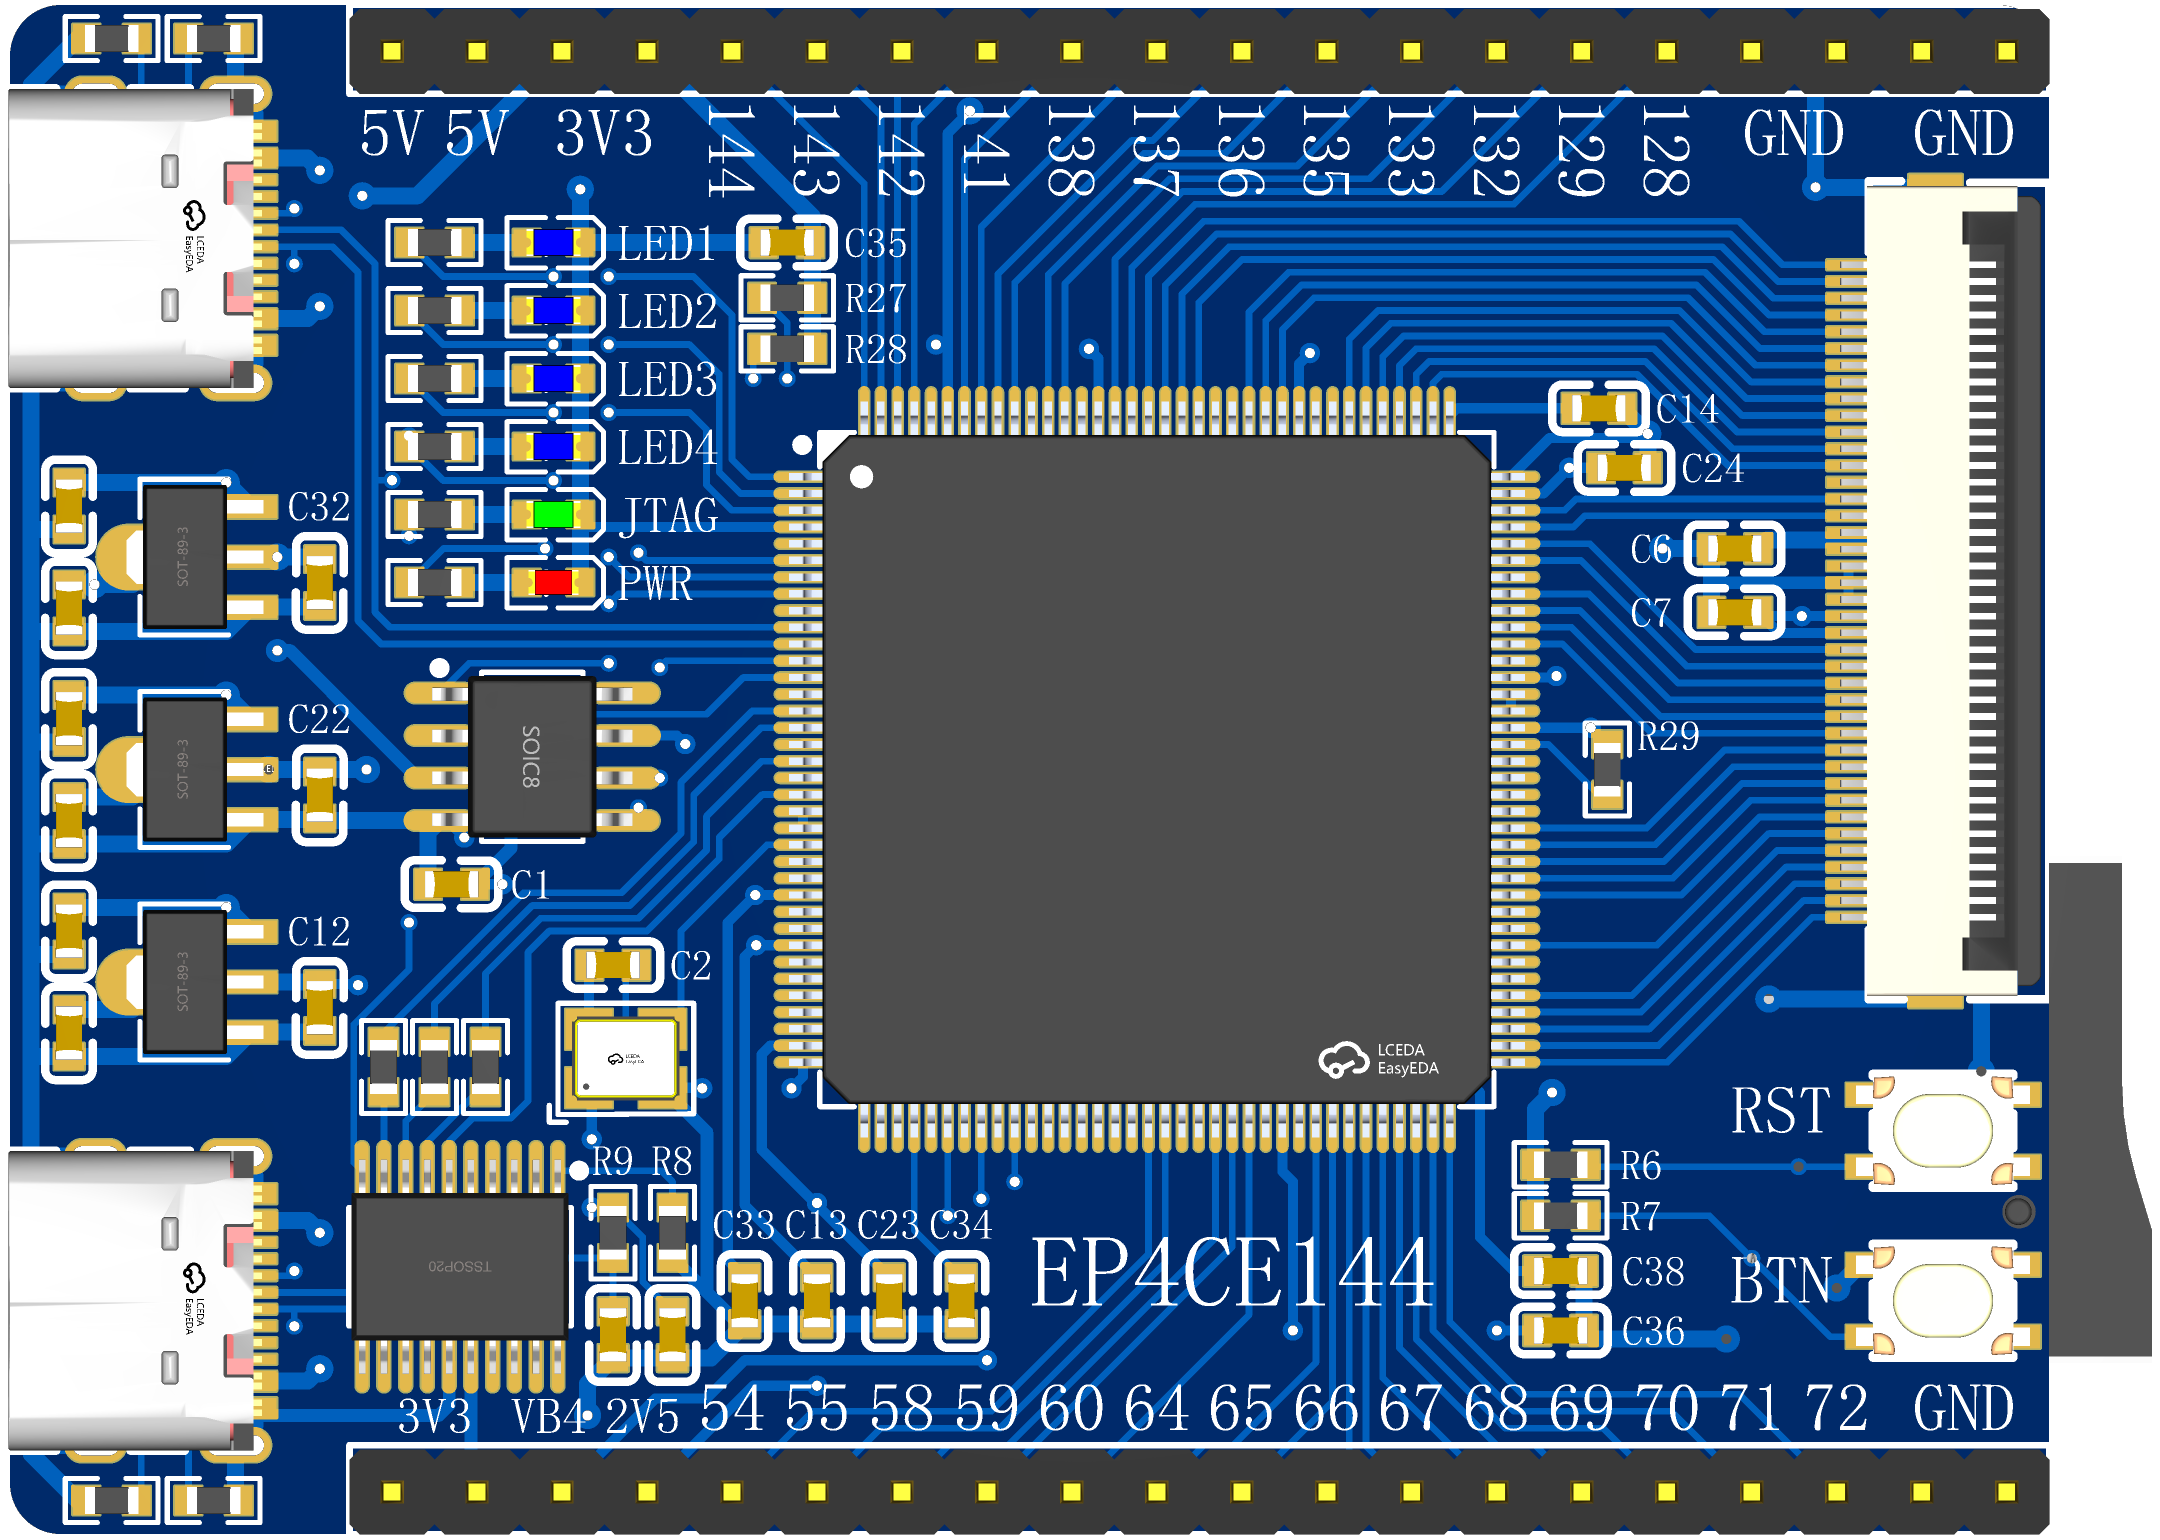 5V 5V 3V3 144 143 142 141 138 137 136 135 133 132 129 128 GND GND
LCEDA
EasyEDA
LED1
C35
LED2
R27
LED3
R28
LED4
C14
C24
JTAG
C32
SOT-89-3
PWR
C6
C7
C22
SOT-89-3
SOIC8
R29
C1
C12
SOT-89-3
C2
LCEDA
EasyEDA
LCEDA
EasyEDA
RST
R9 R8
R6
R7
C33 C13 C23 C34
EP4CE144
TSSOP20
LCEDA
EasyEDA
C38
BTN
C36
3V3 VB4 2V5 54 55 58 59 60 64 65 66 67 68 69 70 71 72 GND